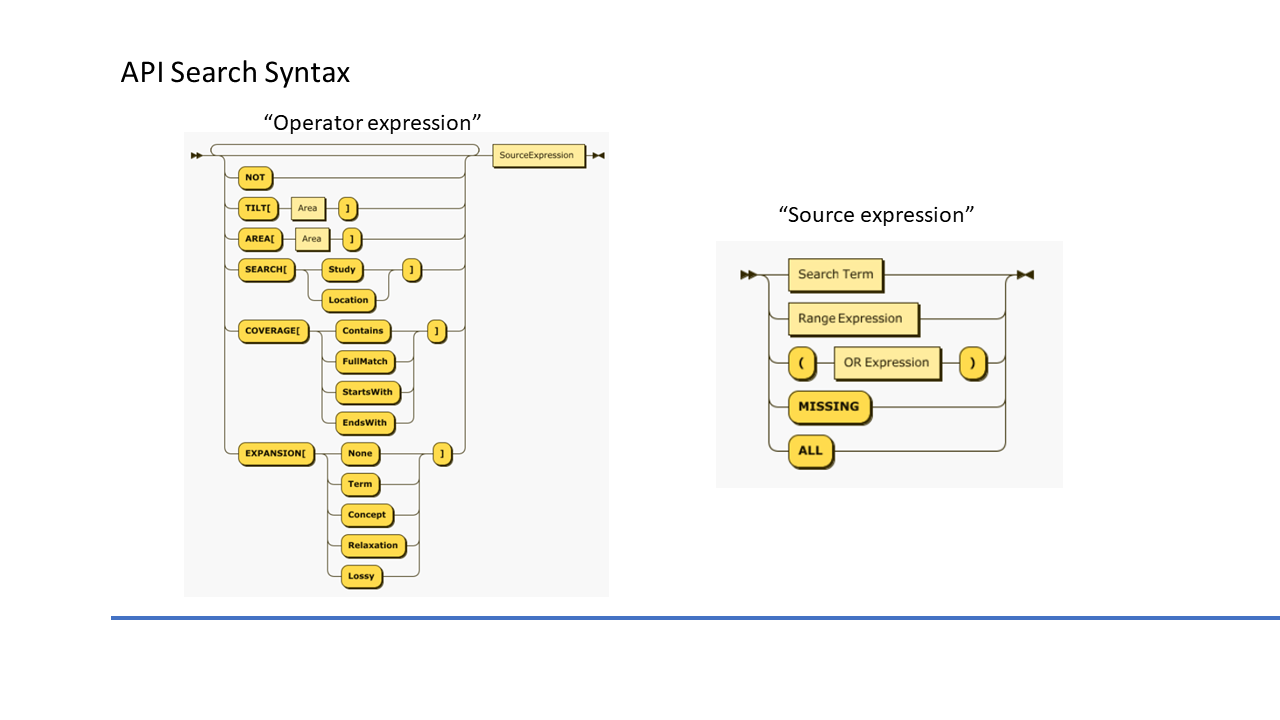 API Search Syntax
“Operator expression”
SourceExpression
NOT
TILT[ Area ]
AREA[ Area ]
SEARCH[ Study ]
Location
COVERAGE[ Contains ]
FullMatch
StartsWith
EndsWith
EXPANSION[ None ]
Term
Concept
Relaxation
Lossy
“Source expression”
Search Term
Range Expression
( OR Expression )
MISSING
ALL